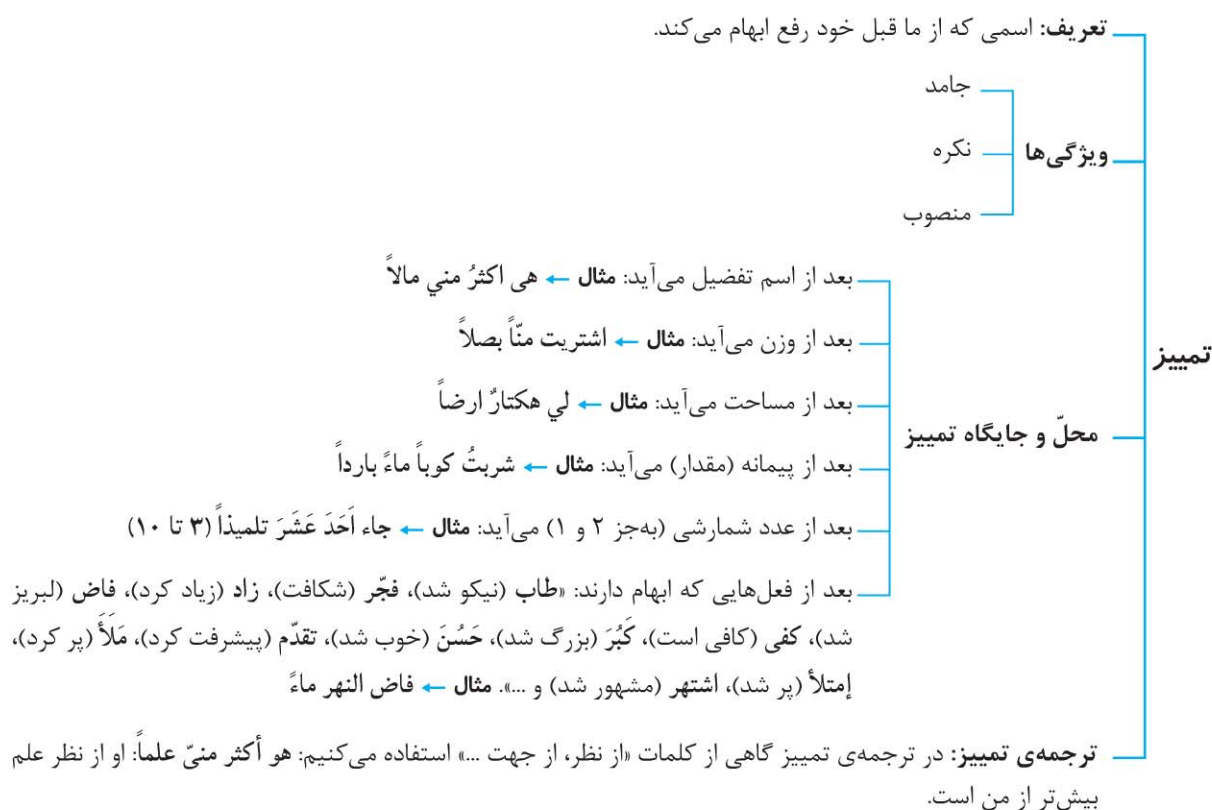 تعریف: اسمی که از ما قبل خود رفع ابهام می‌کند.
جامد
ویژگی‌ها
نکره
منصوب
بعد از اسم تفضیل می‌آید: مثال ← هی اکثرُ مني مالاً
بعد از وزن می‌آید: مثال ← اشتریت منّاً بصلاً
تمییز
بعد از مساحت می‌آید: مثال ← لي هکتارٌ ارضاً
محلّ و جایگاه تمییز
بعد از پیمانه (مقدار) می‌آید: مثال ← شربتُ کوباً ماءً بارداً
بعد از عدد شمارشی (به‌جز ۲ و ۱) می‌آید: مثال ← جاء اَحَدَ عَشَرَ تلمیذاً (۳ تا ۱۰)
بعد از فعل‌هایی که ابهام دارند: «طاب (نیکو شد)، فجّر (شکافت)، زاد (زیاد کرد)، فاض (لبریز
شد)، کفی (کافی است)، کَبُرَ (بزرگ شد)، حَسُنَ (خوب شد)، تقدّم (پیشرفت کرد)، مَلَأَ (پر کرد)،
إمتلأ (پر شد)، اشتهر (مشهور شد) و ...». مثال ← فاض النهر ماءً
ترجمه‌ی تمییز: در ترجمه‌ی تمییز گاهی از کلمات «از نظر، از جهت ...» استفاده می‌کنیم: هو أکثر منیّ علماً: او از نظر علم
بیش‌تر از من است.